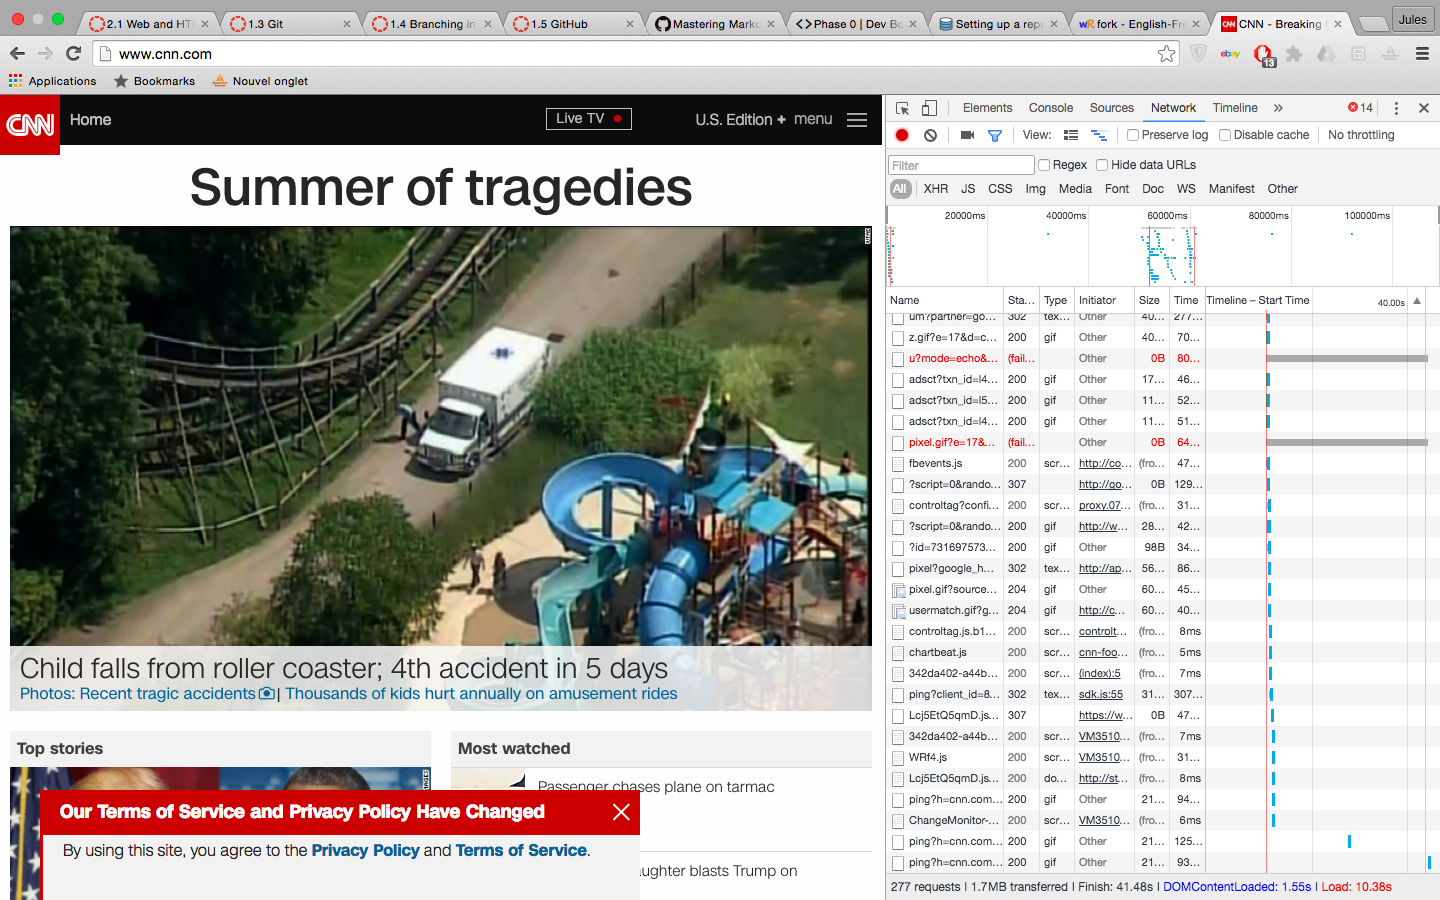 2.1 Web and HT
1.3 Git
1.4 Branching in
1.5 GitHub
Mastering Markd
Phase 0 | Dev Bo
Setting up a repo
wR fork - English-Fre
CNN - Breaking
Jules
www.cnn.com
ebay
13
Applications
Bookmarks
Nouvel onglet
CNN
Home
Live TV
U.S. Edition +
menu
Summer of tragedies
Child falls from roller coaster; 4th accident in 5 days
Photos: Recent tragic accidents | Thousands of kids hurt annually on amusement rides
Top stories
Most watched
Passenger chases plane on tarmac
aughter blasts Trump on
Our Terms of Service and Privacy Policy Have Changed
By using this site, you agree to the Privacy Policy and Terms of Service.
Elements Console Sources Network Timeline » 14
View: Preserve log Disable cache No throttling
Filter Regex Hide data URLs
All XHR JS CSS Img Media Font Doc WS Manifest Other
20000ms 40000ms 60000ms 80000ms 100000ms
Name Sta... Type Initiator Size Time Timeline – Start Time 40.00s
um?partner=go... 302 tex... Other 40... 277...
z.gif?e=17&d=c... 200 gif Other 40... 70...
u?mode=echo&... (fail... Other 0B 80...
adsct?txn_id=l4... 200 gif Other 17... 46...
adsct?txn_id=l5... 200 gif Other 11... 52...
adsct?txn_id=l4... 200 gif Other 11... 51...
pixel.gif?e=17&... (fail... Other 0B 64...
fbevents.js 200 scr... http://co... (fro... 47...
?script=0&rando... 307 http://go... 0B 129...
controltag?confi... 200 scr... proxy.07... (fro... 31...
?script=0&rando... 200 gif http://w... 28... 42...
?id=731697573... 200 gif Other 98B 34...
pixel?google_h... 302 tex... http://ap... 56... 86...
pixel.gif?source... 204 gif Other 60... 45...
usermatch.gif?g... 204 gif http://c... 60... 40...
controltag.js.b1... 200 scr... controlt... (fro... 8ms
chartbeat.js 200 scr... cnn-foo... (fro... 5ms
342da402-a44b... 200 scr... (index):5 (fro... 7ms
ping?client_id=8... 302 tex... sdk.js:55 31... 307...
Lcj5EtQ5qmD.js... 307 https://w... 0B 47...
342da402-a44b... 200 scr... VM3510... (fro... 7ms
WRf4.js 200 scr... VM3510... (fro... 31...
Lcj5EtQ5qmD.js... 200 do... http://st... (fro... 8ms
ping?h=cnn.com... 200 gif Other 21... 94...
ChangeMonitor-... 200 scr... VM3510... (fro... 6ms
ping?h=cnn.com... 200 gif Other 21... 125...
ping?h=cnn.com... 200 gif Other 21... 93...
277 requests | 1.7MB transferred | Finish: 41.48s | DOMContentLoaded: 1.55s | Load: 10.38s